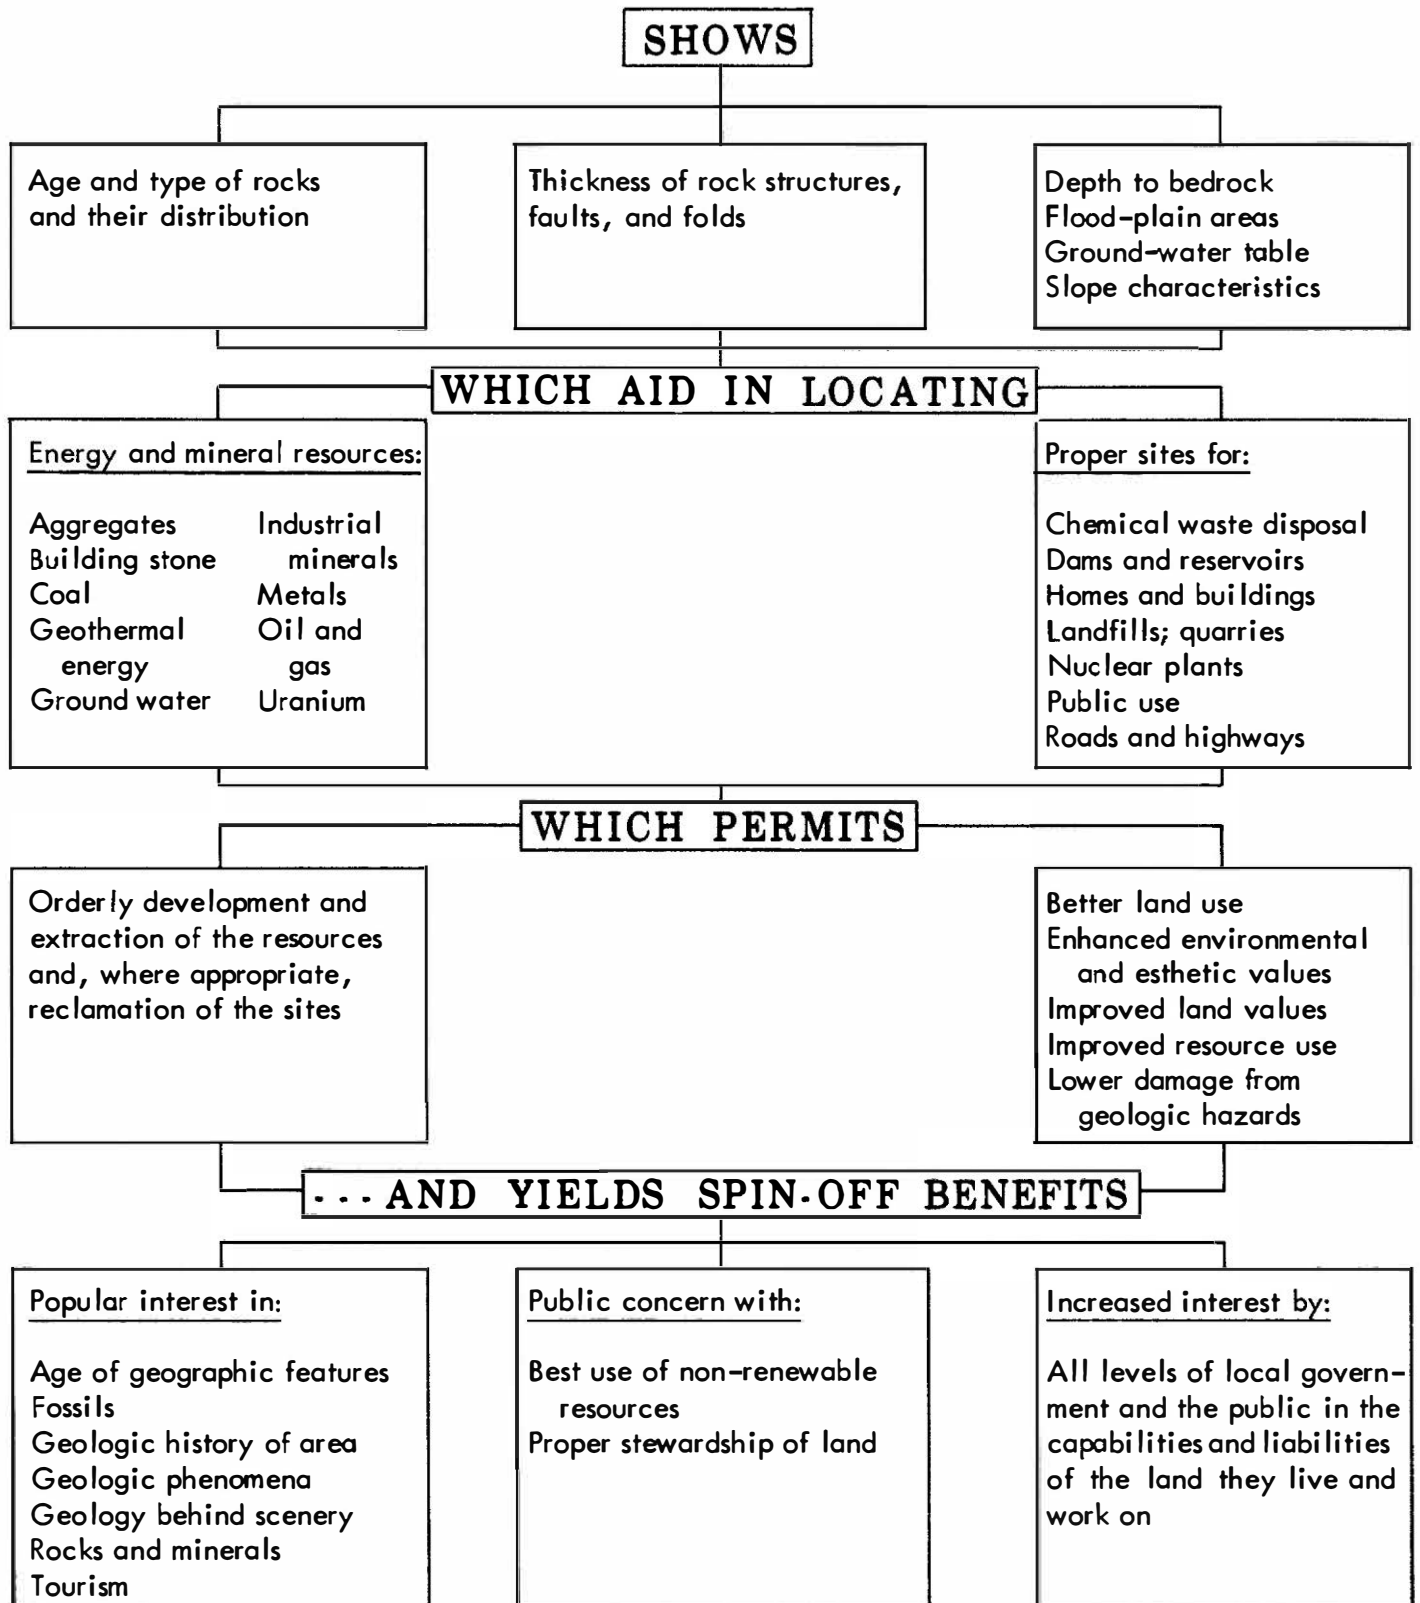 SHOWS
Age and type of rocks
and their distribution
Thickness of rock structures,
faults, and folds
Depth to bedrock
Flood-plain areas
Ground-water table
Slope characteristics
WHICH AID IN LOCATING
Energy and mineral resources:
Aggregates
Building stone
Coal
Geothermal
energy
Ground water
Industrial
minerals
Metals
Oil and
gas
Uranium
Proper sites for:
Chemical waste disposal
Dams and reservoirs
Homes and buildings
Landfills; quarries
Nuclear plants
Public use
Roads and highways
WHICH PERMITS
Orderly development and
extraction of the resources
and, where appropriate,
reclamation of the sites
Better land use
Enhanced environmental
and esthetic values
Improved land values
Improved resource use
Lower damage from
geologic hazards
...AND YIELDS SPIN-OFF BENEFITS
Popular interest in:
Age of geographic features
Fossils
Geologic history of area
Geologic phenomena
Geology behind scenery
Rocks and minerals
Tourism
Public concern with:
Best use of non-renewable
resources
Proper stewardship of land
Increased interest by:
All levels of local govern-
ment and the public in the
capabilities and liabilities
of the land they live and
work on